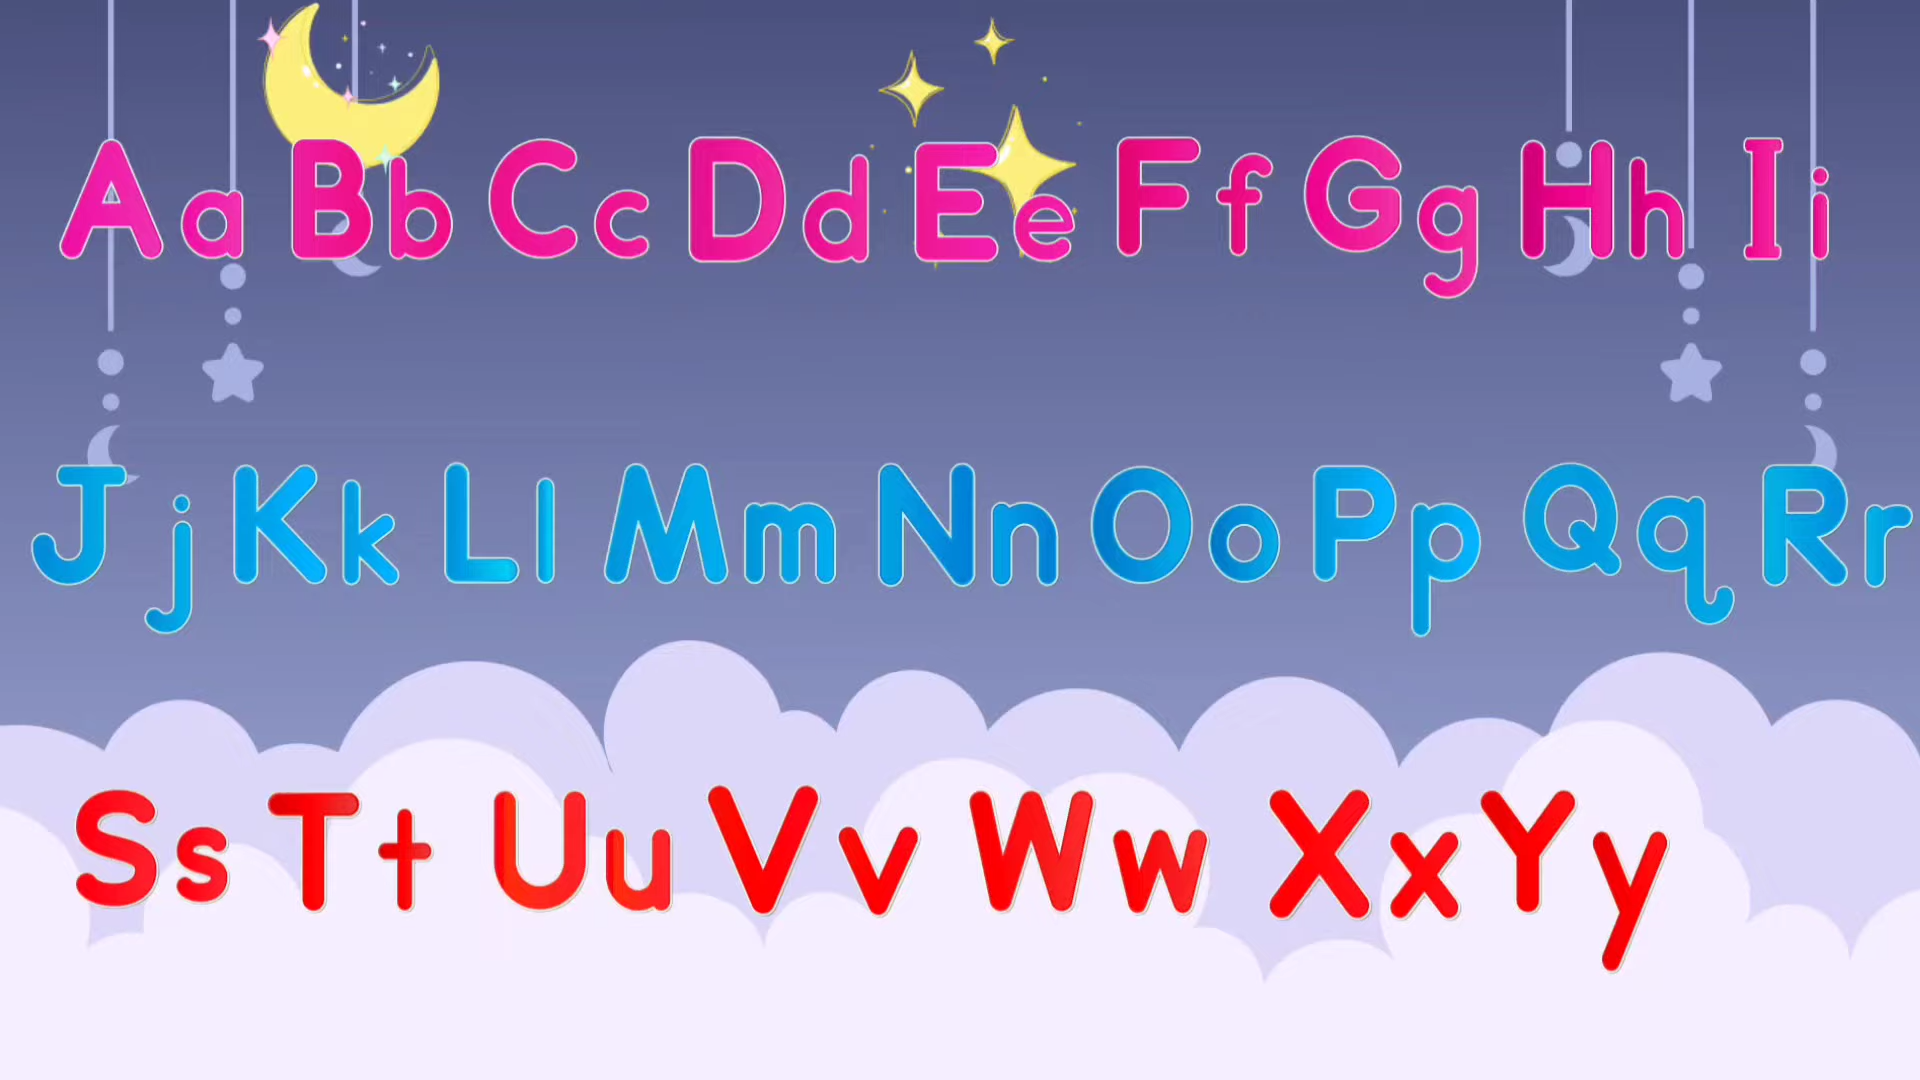 Aa Bb Cc Dd Ee Ff Gg Hh Ii
Jj Kk Ll Mm Nn Oo Pp Qq Rr
Ss Tt Uu Vv Ww Xx Yy